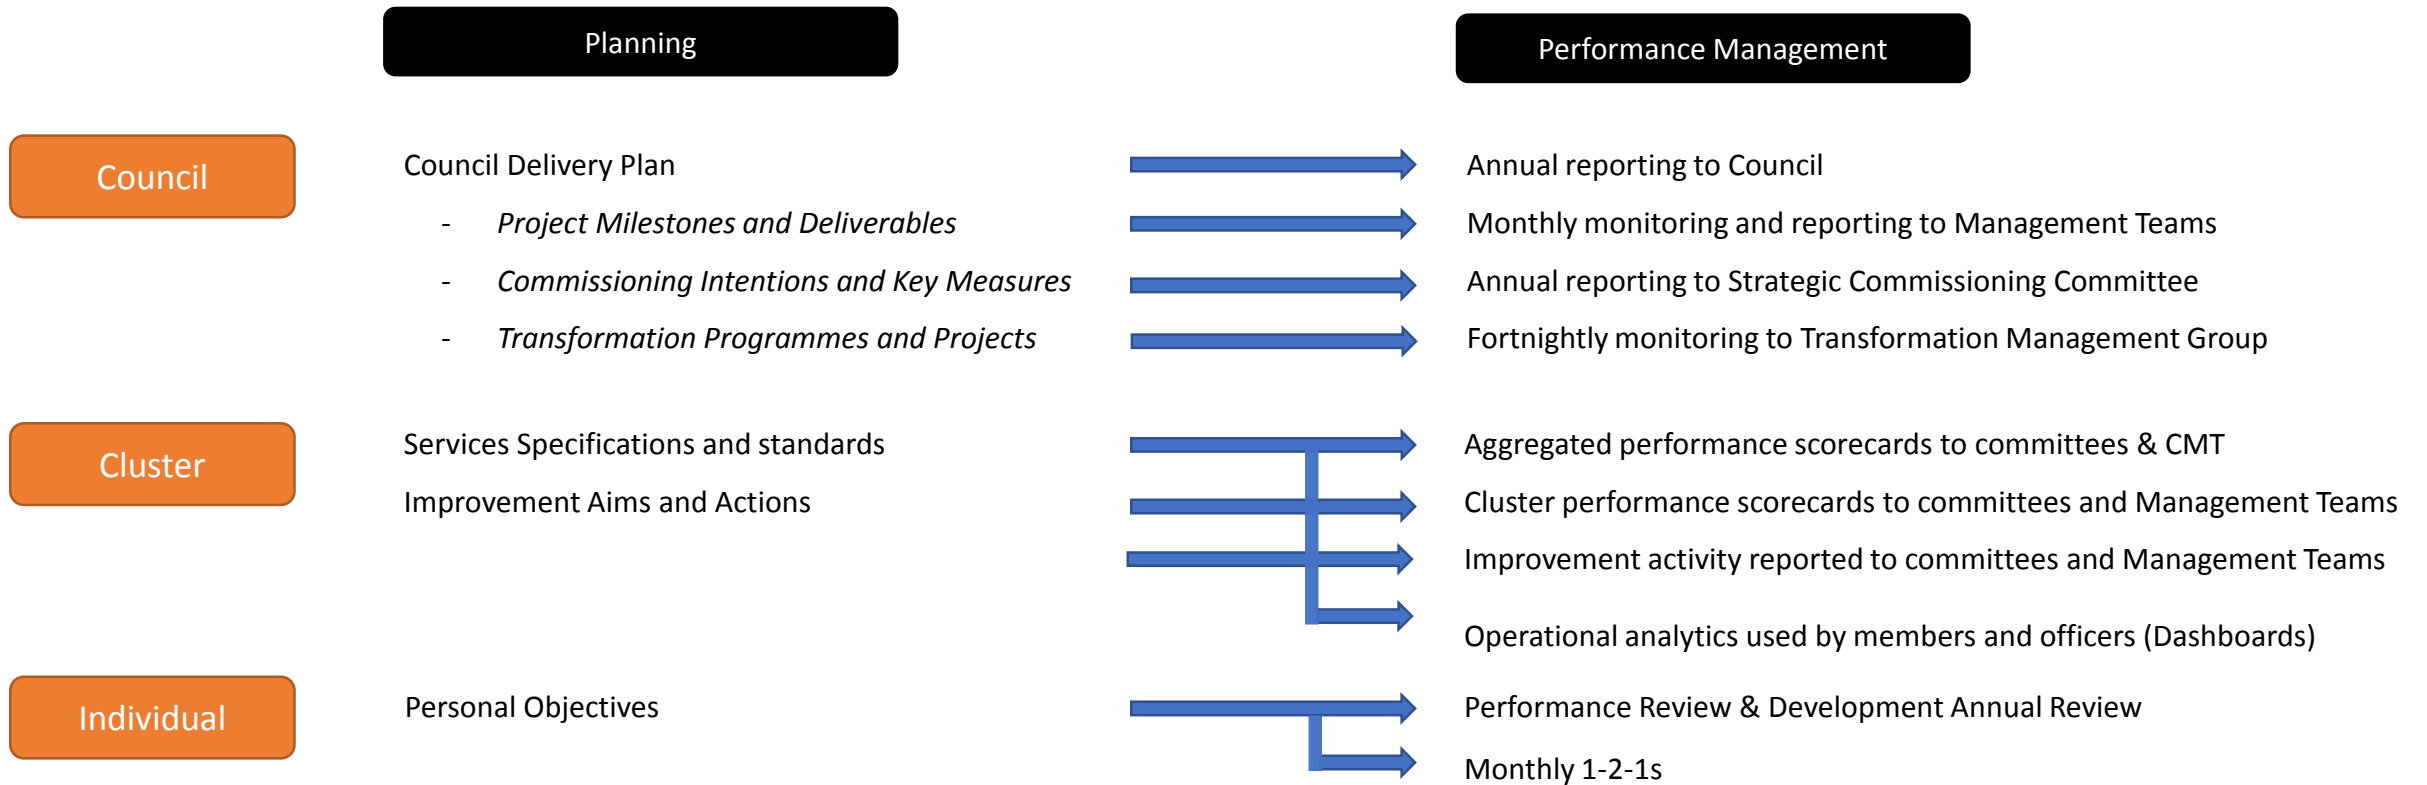 Planning
Performance Management
Council
Council Delivery Plan
Annual reporting to Council
- Project Milestones and Deliverables
Monthly monitoring and reporting to Management Teams
- Commissioning Intentions and Key Measures
Annual reporting to Strategic Commissioning Committee
- Transformation Programmes and Projects
Fortnightly monitoring to Transformation Management Group
Cluster
Services Specifications and standards
Aggregated performance scorecards to committees & CMT
Improvement Aims and Actions
Cluster performance scorecards to committees and Management Teams
Improvement activity reported to committees and Management Teams
Operational analytics used by members and officers (Dashboards)
Individual
Personal Objectives
Performance Review & Development Annual Review
Monthly 1-2-1s